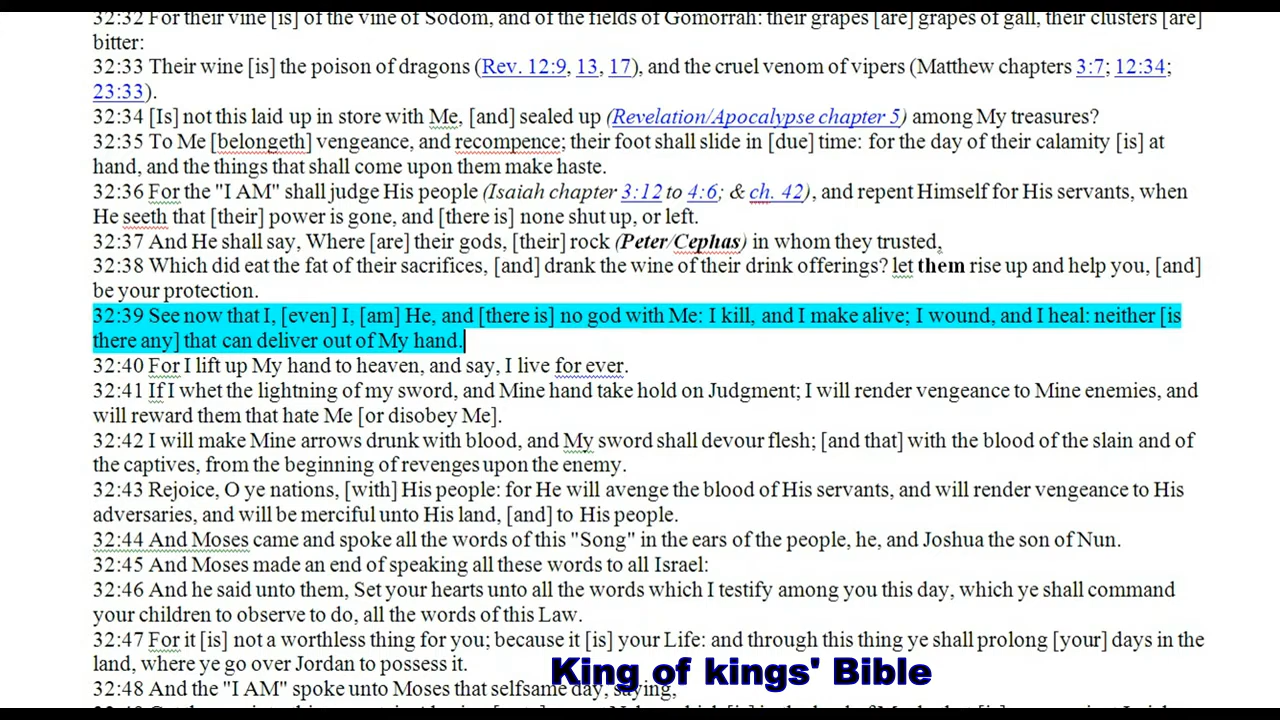 32:32 For their vine [is] of the vine of Sodom, and of the fields of Gomorrah: their grapes [are] grapes of gall, their clusters [are]
bitter:
32:33 Their wine [is] the poison of dragons (Rev. 12:9, 13, 17), and the cruel venom of vipers (Matthew chapters 3:7; 12:34;
23:33).
32:34 [Is] not this laid up in store with Me, [and] sealed up (Revelation/Apocalypse chapter 5) among My treasures?
32:35 To Me [belongeth] vengeance, and recompence; their foot shall slide in [due] time: for the day of their calamity [is] at
hand, and the things that shall come upon them make haste.
32:36 For the "I AM" shall judge His people (Isaiah chapter 3:12 to 4:6; & ch. 42), and repent Himself for His servants, when
He seeth that [their] power is gone, and [there is] none shut up, or left.
32:37 And He shall say, Where [are] their gods, [their] rock (Peter/Cephas) in whom they trusted,
32:38 Which did eat the fat of their sacrifices, [and] drank the wine of their drink offerings? let them rise up and help you, [and]
be your protection.
32:39 See now that I, [even] I, [am] He, and [there is] no god with Me: I kill, and I make alive; I wound, and I heal: neither [is
there any] that can deliver out of My hand.
32:40 For I lift up My hand to heaven, and say, I live for ever.
32:41 If I whet the lightning of my sword, and Mine hand take hold on Judgment; I will render vengeance to Mine enemies, and
will reward them that hate Me [or disobey Me].
32:42 I will make Mine arrows drunk with blood, and My sword shall devour flesh; [and that] with the blood of the slain and of
the captives, from the beginning of revenges upon the enemy.
32:43 Rejoice, O ye nations, [with] His people: for He will avenge the blood of His servants, and will render vengeance to His
adversaries, and will be merciful unto His land, [and] to His people.
32:44 And Moses came and spoke all the words of this "Song" in the ears of the people, he, and Joshua the son of Nun.
32:45 And Moses made an end of speaking all these words to all Israel:
32:46 And he said unto them, Set your hearts unto all the words which I testify among you this day, which ye shall command
your children to observe to do, all the words of this Law.
32:47 For it [is] not a worthless thing for you; because it [is] your Life: and through this thing ye shall prolong [your] days in the
land, where ye go over Jordan to possess it.
King of kings' Bible
32:48 And the "I AM" spoke unto Moses that selfsame day, saying,